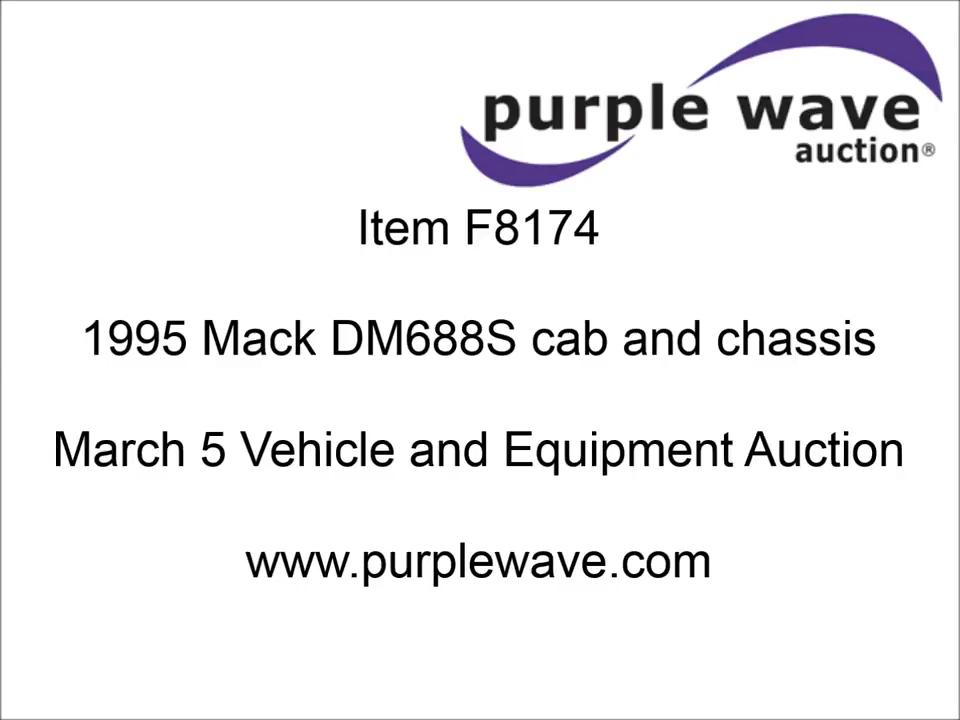 purple wave
auction®
Item F8174
1995 Mack DM688S cab and chassis
March 5 Vehicle and Equipment Auction
www.purplewave.com